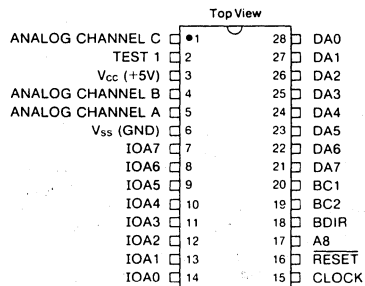 Top View
ANALOG CHANNEL C 1 28 DA0
TEST 1 2 27 DA1
Vcc (+5V) 3 26 DA2
ANALOG CHANNEL B 4 25 DA3
ANALOG CHANNEL A 5 24 DA4
Vss (GND) 6 23 DA5
IOA7 7 22 DA6
IOA6 8 21 DA7
IOA5 9 20 BC1
IOA4 10 19 BC2
IOA3 11 18 BDIR
IOA2 12 17 A8
IOA1 13 16 RESET
IOA0 14 15 CLOCK